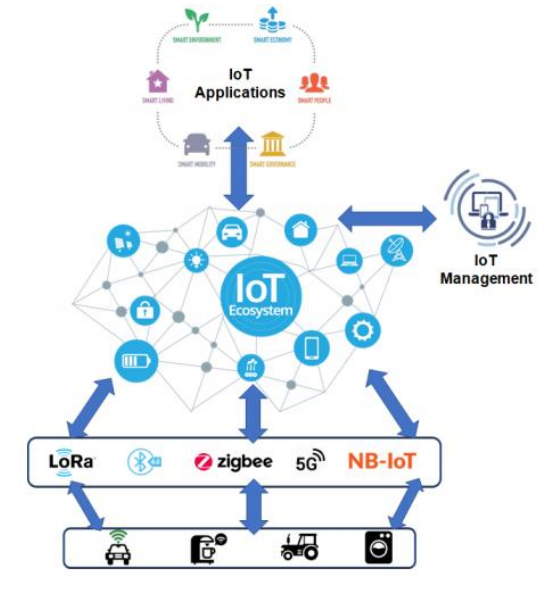 SMART ENVIRONMENT
SMART ECONOMY
IoT
Applications
SMART LIVING
SMART PEOPLE
SMART MOBILITY
SMART GOVERNANCE
IoT
Management
IoT
Ecosystem
LoRa
zigbee
5G
NB-IoT